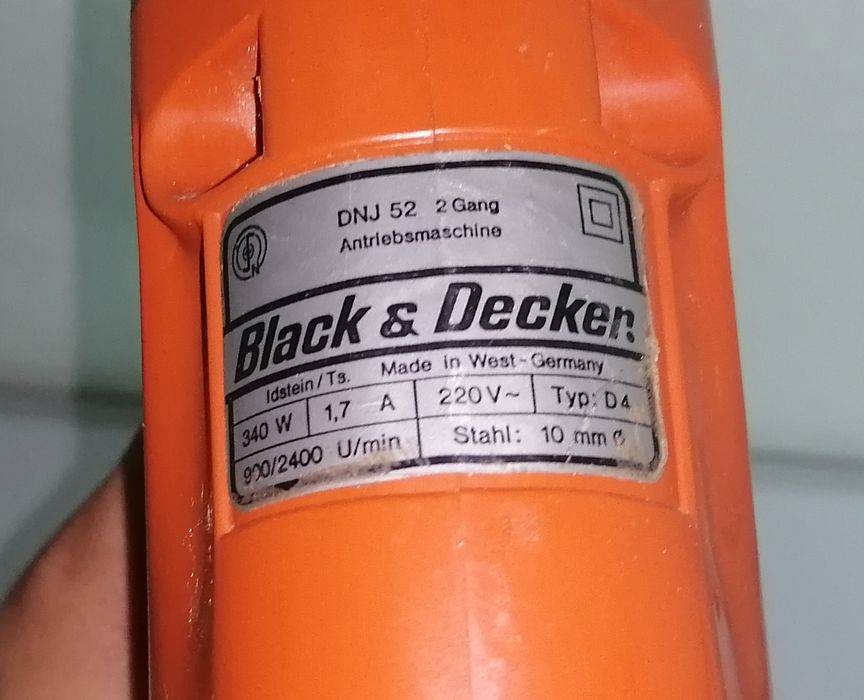 DNJ 52 2 Gang
Antriebsmaschine
N
Black & Decker.
Idstein / Ts. Made in West-Germany
340 W 1,7 A 220 V~ Typ: D4
900/2400 U/min Stahl: 10 mm Ø